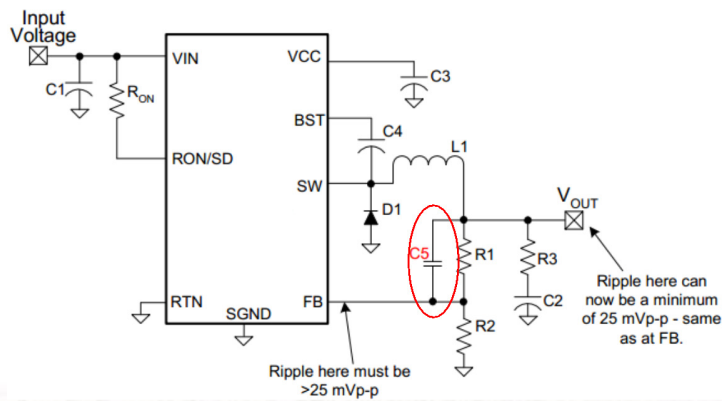 Input
Voltage
VIN
VCC
C1
R_ON
C3
BST
C4
RON/SD
L1
SW
D1
V_OUT
C5
R1
R3
C2
Ripple here can
now be a minimum
of 25 mVp-p - same
as at FB.
RTN
FB
SGND
R2
Ripple here must be
>25 mVp-p